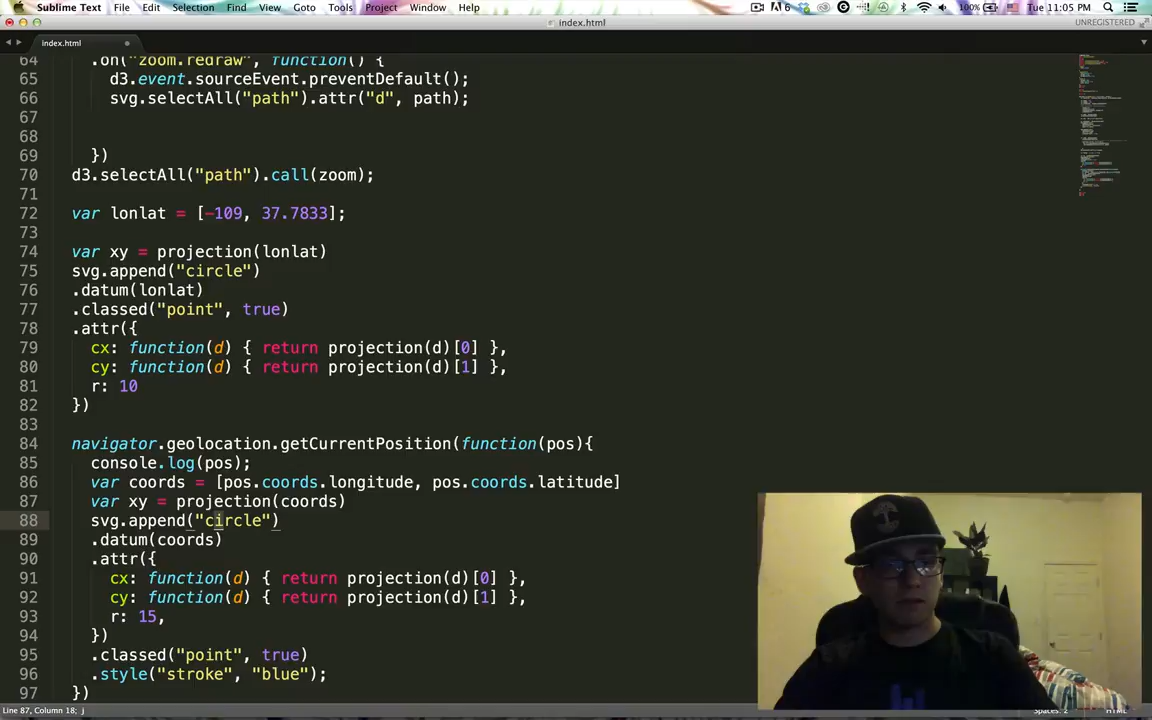 Sublime Text File Edit Selection Find View Goto Tools Project Window Help 6 100% Tue 11:05 PM
index.html UNREGISTERED
index.html
64 .on("zoom.redraw", function() {
65 d3.event.sourceEvent.preventDefault();
66 svg.selectAll("path").attr("d", path);
67
68
69 })
70 d3.selectAll("path").call(zoom);
71
72 var lonlat = [-109, 37.7833];
73
74 var xy = projection(lonlat)
75 svg.append("circle")
76 .datum(lonlat)
77 .classed("point", true)
78 .attr({
79 cx: function(d) { return projection(d)[0] },
80 cy: function(d) { return projection(d)[1] },
81 r: 10
82 })
83
84 navigator.geolocation.getCurrentPosition(function(pos){
85 console.log(pos);
86 var coords = [pos.coords.longitude, pos.coords.latitude]
87 var xy = projection(coords)
88 svg.append("circle")
89 .datum(coords)
90 .attr({
91 cx: function(d) { return projection(d)[0] },
92 cy: function(d) { return projection(d)[1] },
93 r: 15,
94 })
95 .classed("point", true)
96 .style("stroke", "blue");
97 })
Line 87, Column 18; j Spaces: 2 HTML